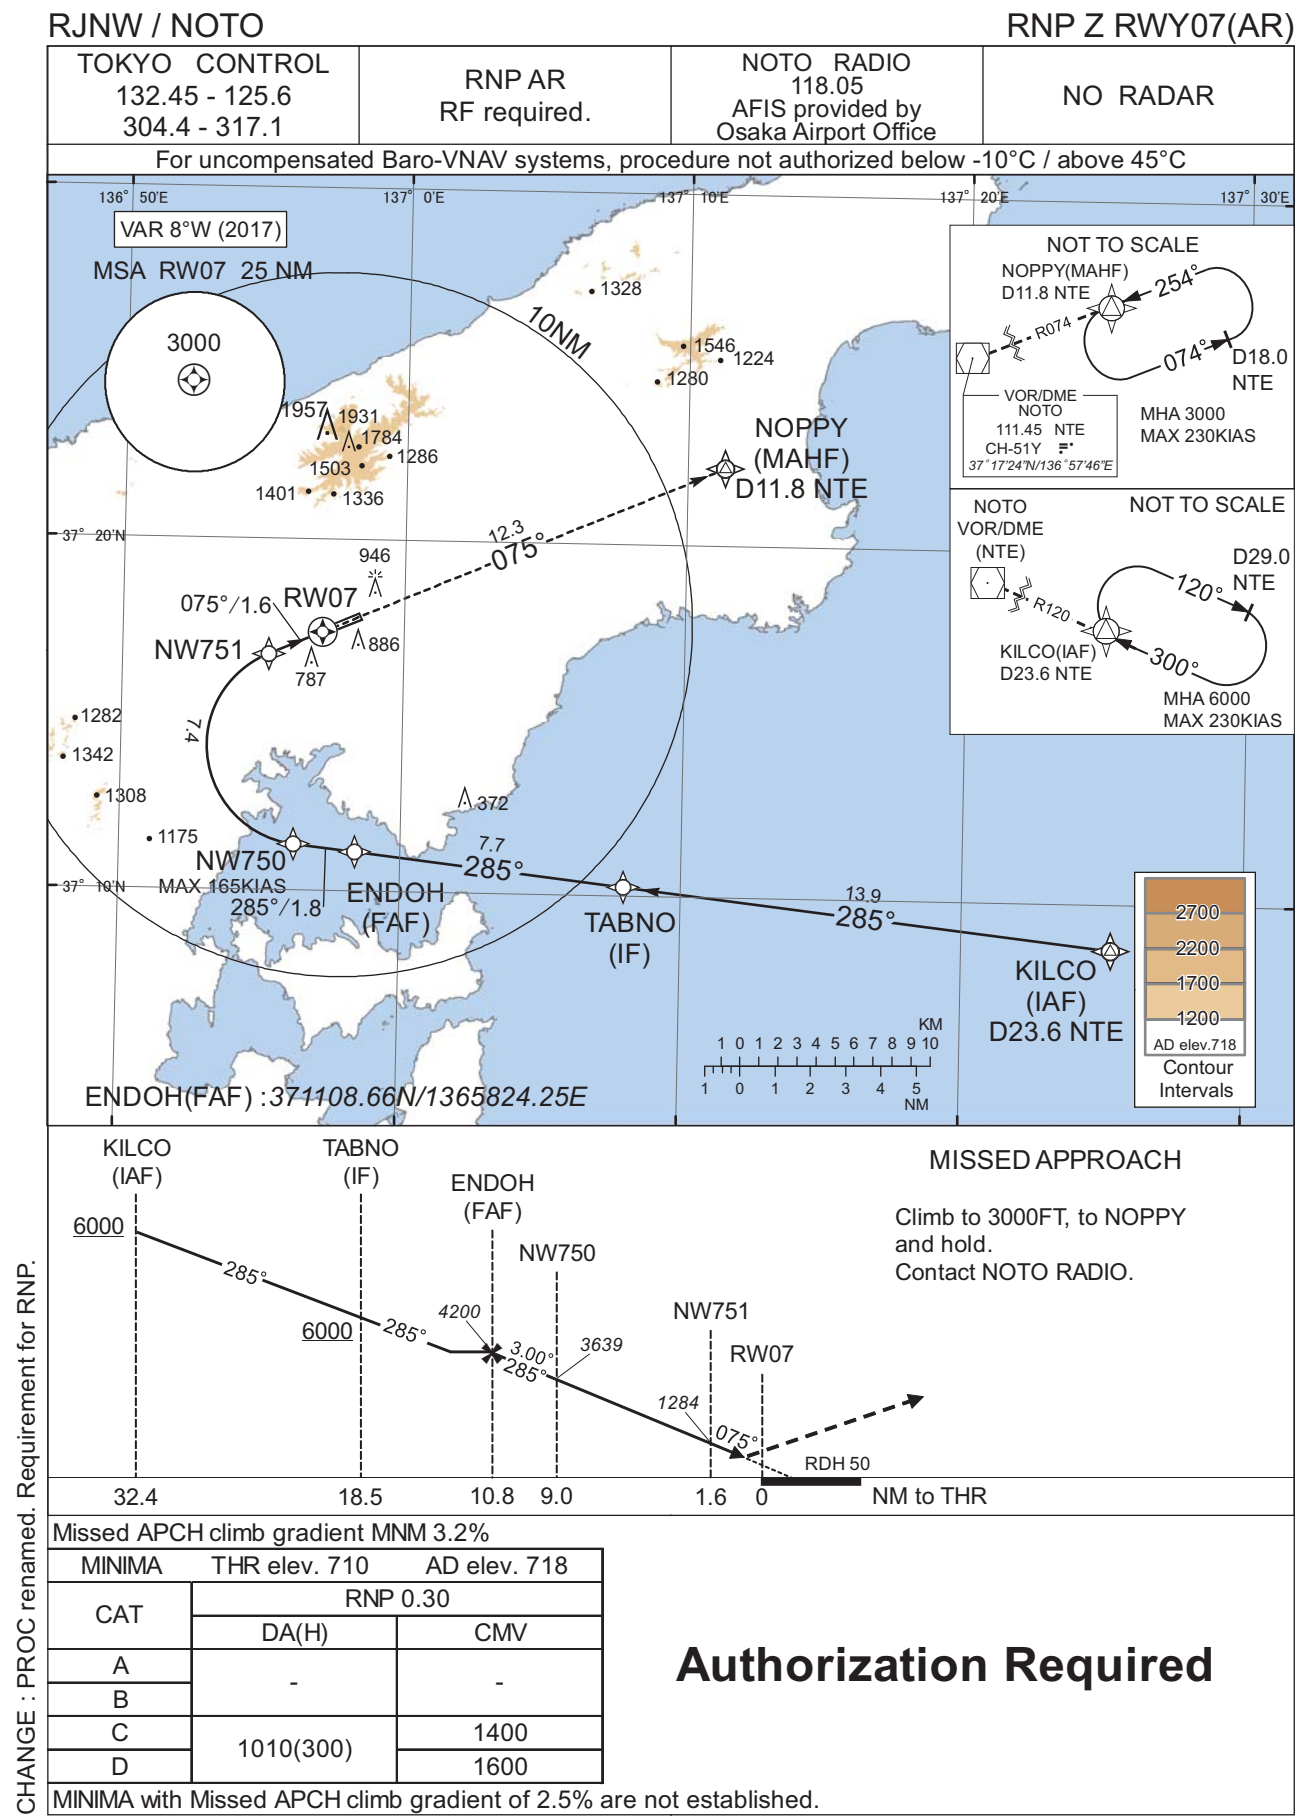 RJNW / NOTO
RNP Z RWY07(AR)
TOKYO CONTROL
132.45 - 125.6
304.4 - 317.1
RNP AR
RF required.
NOTO RADIO
118.05
AFIS provided by
Osaka Airport Office
NO RADAR
For uncompensated Baro-VNAV systems, procedure not authorized below -10°C / above 45°C
136° 50'E
137° 0'E
137° 10'E
137° 20'E
137° 30'E
VAR 8°W (2017)
MSA RW07 25 NM
3000
10NM
1328
1546
1224
1280
1957
1931
1784
1286
1503
1401
1336
NOPPY
(MAHF)
D11.8 NTE
37° 20'N
12.3
075°
946
075°/1.6
RW07
NW751
886
787
7.4
1282
1342
1308
1175
372
NW750
MAX 165KIAS
285°/1.8
37° 10'N
ENDOH
(FAF)
7.7
285°
TABNO
(IF)
13.9
285°
KILCO
(IAF)
D23.6 NTE
NOT TO SCALE
NOPPY(MAHF)
D11.8 NTE
254°
R074
074°
D18.0
NTE
VOR/DME
NOTO
111.45 NTE
CH-51Y
37°17'24"N/136°57'46"E
MHA 3000
MAX 230KIAS
NOTO
VOR/DME
(NTE)
NOT TO SCALE
D29.0
NTE
120°
R120
300°
KILCO(IAF)
D23.6 NTE
MHA 6000
MAX 230KIAS
2700
2200
1700
1200
AD elev.718
Contour
Intervals
KM
1 0 1 2 3 4 5 6 7 8 9 10
1 0 1 2 3 4 5
NM
ENDOH(FAF) :371108.66N/1365824.25E
KILCO
(IAF)
TABNO
(IF)
ENDOH
(FAF)
NW750
NW751
RW07
6000
285°
6000
285°
4200
3.00°
285°
3639
1284
075°
RDH 50
32.4
18.5
10.8
9.0
1.6
0
NM to THR
MISSED APPROACH
Climb to 3000FT, to NOPPY
and hold.
Contact NOTO RADIO.
Missed APCH climb gradient MNM 3.2%
MINIMA THR elev. 710 AD elev. 718
CAT
RNP 0.30
DA(H)
CMV
A
-
-
B
C
1010(300)
1400
D
1600
MINIMA with Missed APCH climb gradient of 2.5% are not established.
Authorization Required
CHANGE : PROC renamed. Requirement for RNP.